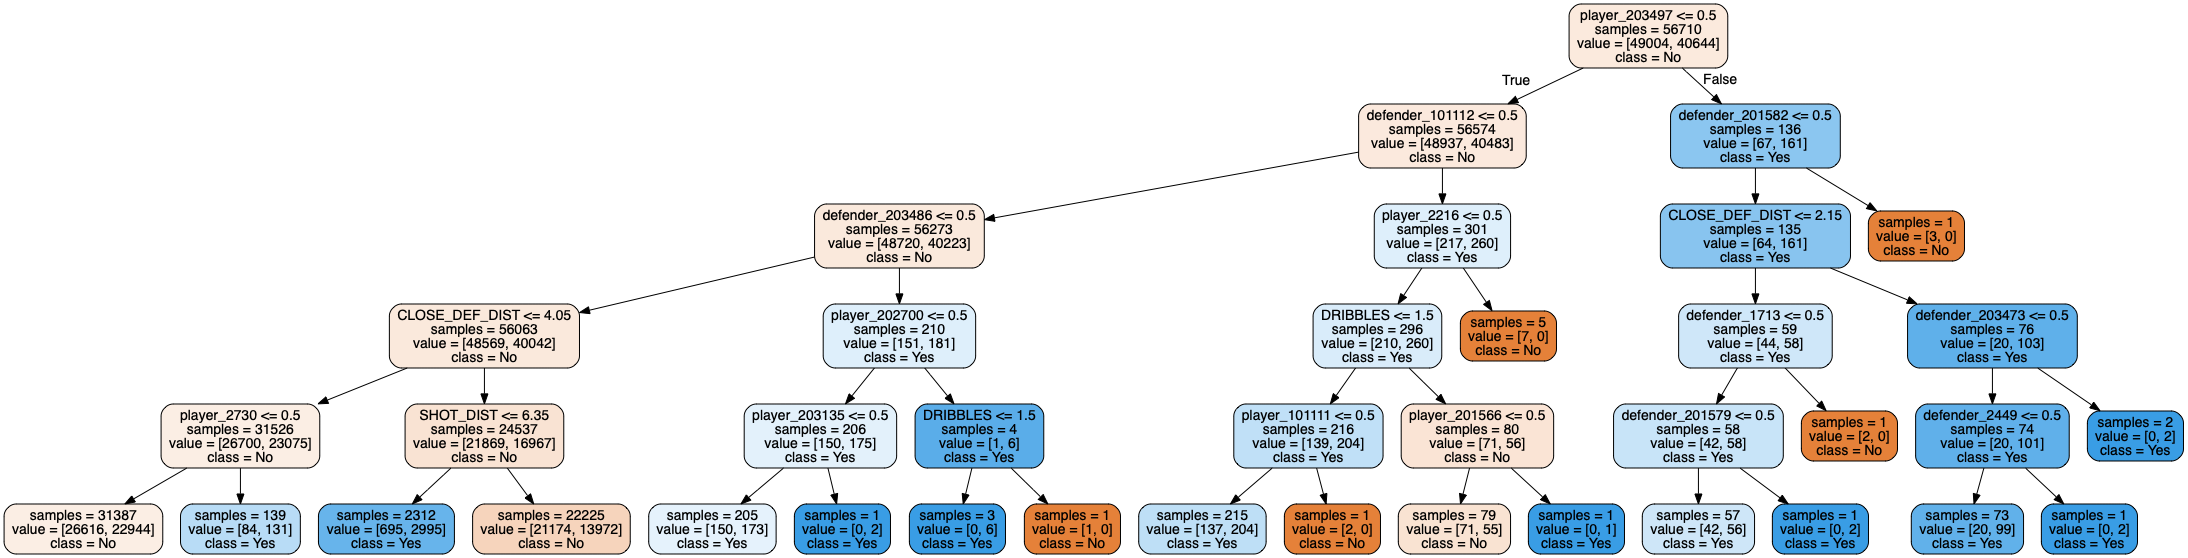 player_203497 <= 0.5
samples = 56710
value = [49004, 40644]
class = No
True
False
defender_101112 <= 0.5
samples = 56574
value = [48937, 40483]
class = No
defender_201582 <= 0.5
samples = 136
value = [67, 161]
class = Yes
defender_203486 <= 0.5
samples = 56273
value = [48720, 40223]
class = No
player_2216 <= 0.5
samples = 301
value = [217, 260]
class = Yes
CLOSE_DEF_DIST <= 2.15
samples = 135
value = [64, 161]
class = Yes
samples = 1
value = [3, 0]
class = No
CLOSE_DEF_DIST <= 4.05
samples = 56063
value = [48569, 40042]
class = No
player_202700 <= 0.5
samples = 210
value = [151, 181]
class = Yes
DRIBBLES <= 1.5
samples = 296
value = [210, 260]
class = Yes
samples = 5
value = [7, 0]
class = No
defender_1713 <= 0.5
samples = 59
value = [44, 58]
class = Yes
defender_203473 <= 0.5
samples = 76
value = [20, 103]
class = Yes
player_2730 <= 0.5
samples = 31526
value = [26700, 23075]
class = No
SHOT_DIST <= 6.35
samples = 24537
value = [21869, 16967]
class = No
player_203135 <= 0.5
samples = 206
value = [150, 175]
class = Yes
DRIBBLES <= 1.5
samples = 4
value = [1, 6]
class = Yes
player_101111 <= 0.5
samples = 216
value = [139, 204]
class = Yes
player_201566 <= 0.5
samples = 80
value = [71, 56]
class = No
defender_201579 <= 0.5
samples = 58
value = [42, 58]
class = Yes
samples = 1
value = [2, 0]
class = No
defender_2449 <= 0.5
samples = 74
value = [20, 101]
class = Yes
samples = 2
value = [0, 2]
class = Yes
samples = 31387
value = [26616, 22944]
class = No
samples = 139
value = [84, 131]
class = Yes
samples = 2312
value = [695, 2995]
class = Yes
samples = 22225
value = [21174, 13972]
class = No
samples = 205
value = [150, 173]
class = Yes
samples = 1
value = [0, 2]
class = Yes
samples = 3
value = [0, 6]
class = Yes
samples = 1
value = [1, 0]
class = No
samples = 215
value = [137, 204]
class = Yes
samples = 1
value = [2, 0]
class = No
samples = 79
value = [71, 55]
class = No
samples = 1
value = [0, 1]
class = Yes
samples = 57
value = [42, 56]
class = Yes
samples = 1
value = [0, 2]
class = Yes
samples = 73
value = [20, 99]
class = Yes
samples = 1
value = [0, 2]
class = Yes